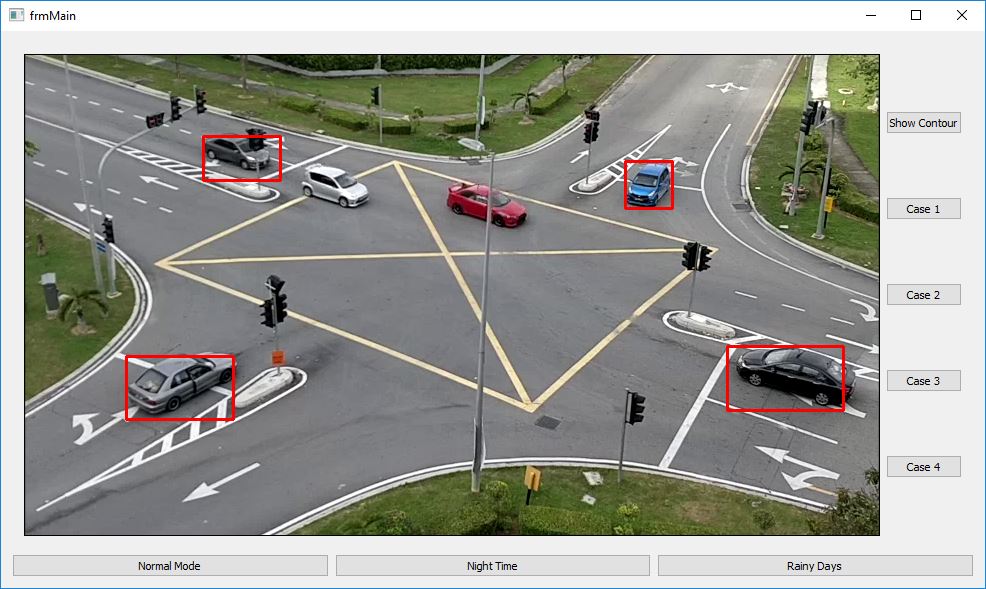 frmMain
Show Contour
Case 1
Case 2
Case 3
Case 4
Normal Mode
Night Time
Rainy Days